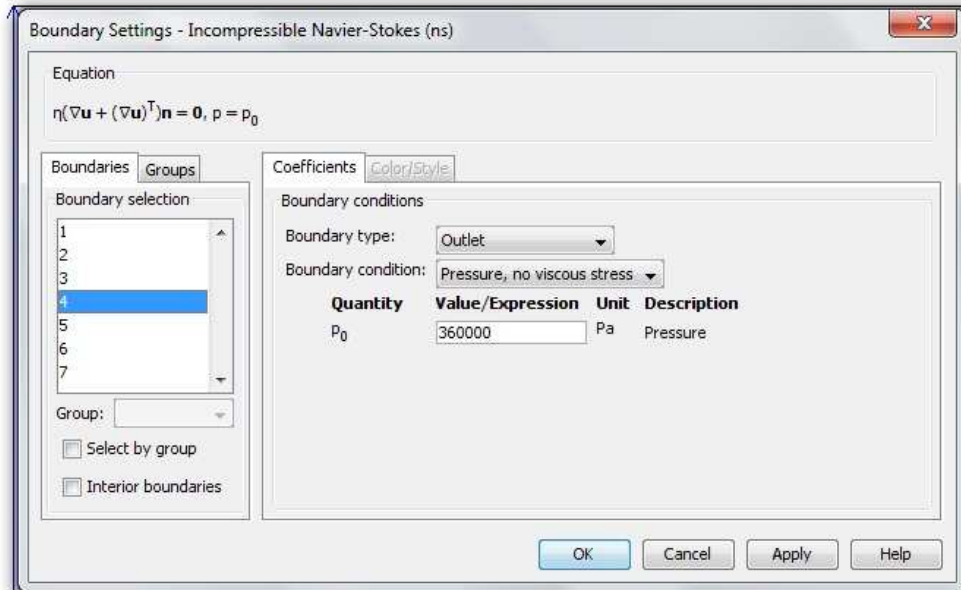 Boundary Settings - Incompressible Navier-Stokes (ns)
Equation
η(∇u + (∇u)ᵀ)n = 0, p = p₀
Boundaries Groups
Coefficients Color/Style
Boundary selection
1
2
3
4
5
6
7
Group:
Select by group
Interior boundaries
Boundary conditions
Boundary type: Outlet
Boundary condition: Pressure, no viscous stress
Quantity Value/Expression Unit Description
p₀ 360000 Pa Pressure
OK Cancel Apply Help